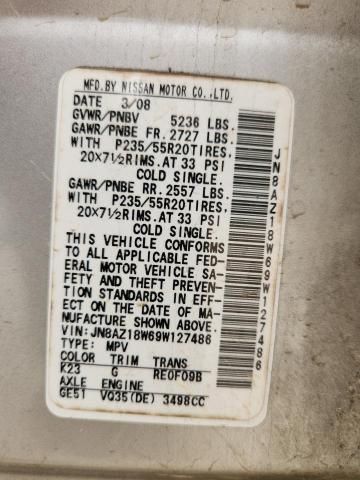 MFD.BY NISSAN MOTOR CO.,LTD.
DATE 3/08
GVWR/PNBV 5236 LBS.
GAWR/PNBE FR. 2727 LBS.
WITH P235/55R20TIRES,
20X7½RIMS.AT 33 PSI
COLD SINGLE.
GAWR/PNBE RR. 2557 LBS.
WITH P235/55R20TIRES,
20X7½RIMS.AT 33 PSI
COLD SINGLE.
THIS VEHICLE CONFORMS
TO ALL APPLICABLE FED-
ERAL MOTOR VEHICLE SA-
FETY AND THEFT PREVEN-
TION STANDARDS IN EFF-
ECT ON THE DATE OF MA-
NUFACTURE SHOWN ABOVE.
VIN: JN8AZ18W69W127486
TYPE: MPV
COLOR TRIM TRANS
K23 G RE0F09B
AXLE ENGINE
GE51 VQ35(DE) 3498CC
JN8AZ18W69W127486